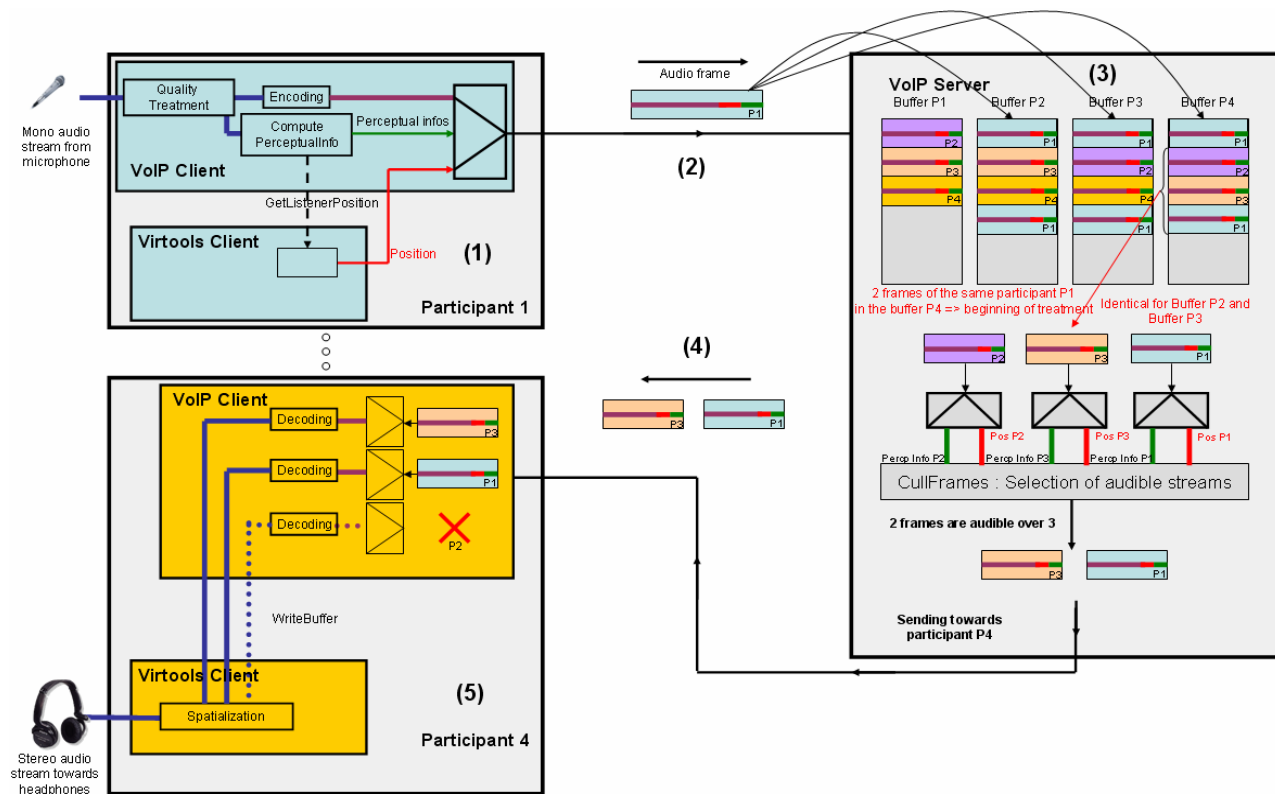 Mono audio
stream from
microphone
Quality
Treatment
Encoding
Compute
PerceptualInfo
Perceptual infos
VoIP Client
GetListenerPosition
Virtools Client
Position
(1)
Participant 1
Audio frame
P1
(2)
(3)
VoIP Server
Buffer P1
Buffer P2
Buffer P3
Buffer P4
P2
P1
P1
P1
P3
P3
P2
P2
P4
P4
P4
P3
P1
P1
P1
2 frames of the same participant P1
in the buffer P4 => beginning of treatment
Identical for Buffer P2 and
Buffer P3
P2
P3
P1
Pos P2
Pos P3
Pos P1
Percp Info P2
Percp Info P3
Percp Info P1
CullFrames : Selection of audible streams
2 frames are audible over 3
P3
P1
Sending towards
participant P4
(4)
P3
P1
VoIP Client
Decoding
P3
Decoding
P1
Decoding
P2
WriteBuffer
Virtools Client
Spatialization
(5)
Participant 4
Stereo audio
stream towards
headphones